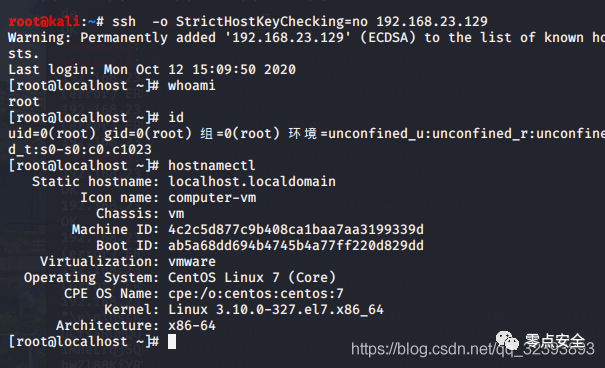 root@kali:~# ssh  -o StrictHostKeyChecking=no 192.168.23.129
Warning: Permanently added '192.168.23.129' (ECDSA) to the list of known ho
sts.
Last login: Mon Oct 12 15:09:50 2020
[root@localhost ~]# whoami
root
[root@localhost ~]# id
uid=0(root) gid=0(root) 组=0(root) 环境=unconfined_u:unconfined_r:unconfine
d_t:s0-s0:c0.c1023
[root@localhost ~]# hostnamectl
   Static hostname: localhost.localdomain
         Icon name: computer-vm
           Chassis: vm
        Machine ID: 4c2c5d877c9b408ca1baa7aa3199339d
           Boot ID: ab5a68dd694b4745b4a77ff220d829dd
    Virtualization: vmware
  Operating System: CentOS Linux 7 (Core)
       CPE OS Name: cpe:/o:centos:centos:7
            Kernel: Linux 3.10.0-327.el7.x86_64
      Architecture: x86-64
[root@localhost ~]#
零点安全
https://blog.csdn.net/qq_32393893